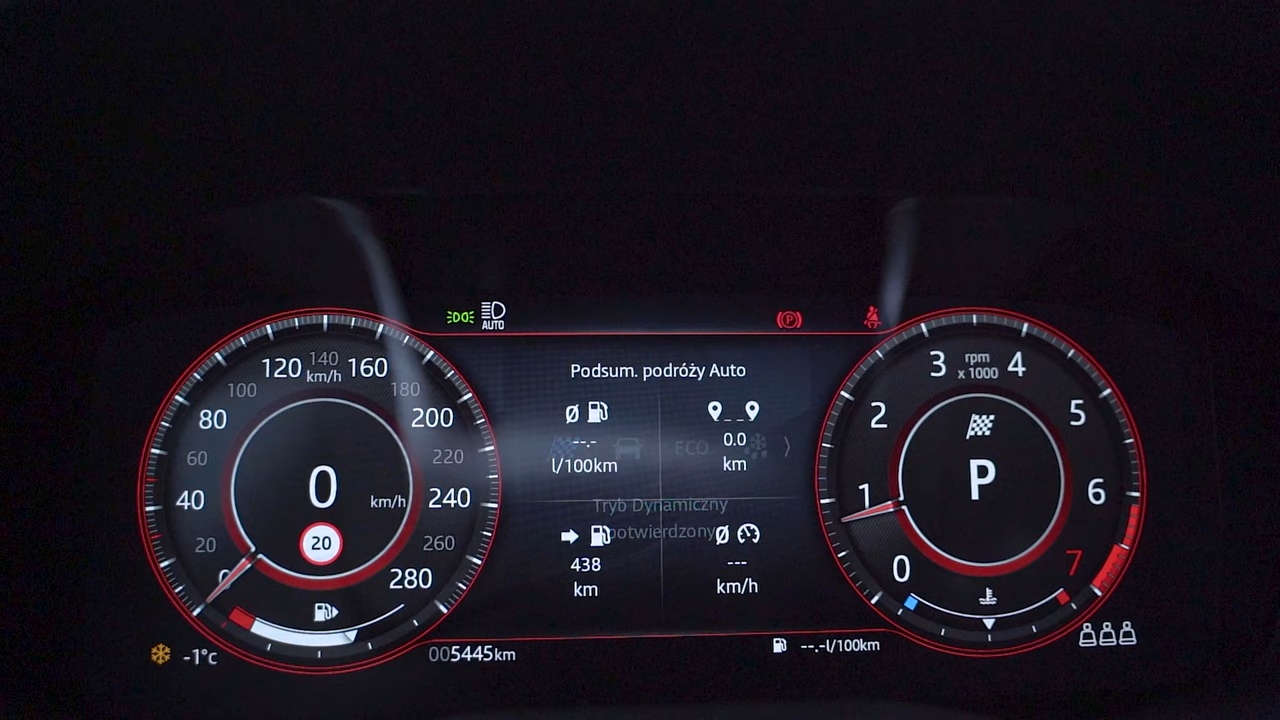 AUTO
Podsum. podróży Auto
120 140 160
km/h
100 180
80 200
60 220
40 240
20 260
0 280
0
km/h
20
--.-
l/100km
0.0
km
ECO
Tryb Dynamiczny
potwierdzony
438
km
---
km/h
3 rpm 4
x 1000
2 5
1 6
0 7
P
-1°c
005445km
--.-l/100km